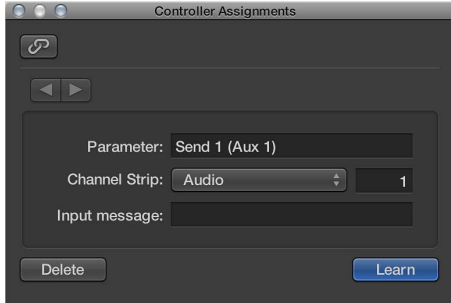 Controller Assignments
Parameter: Send 1 (Aux 1)
Channel Strip: Audio 1
Input message:
Delete Learn